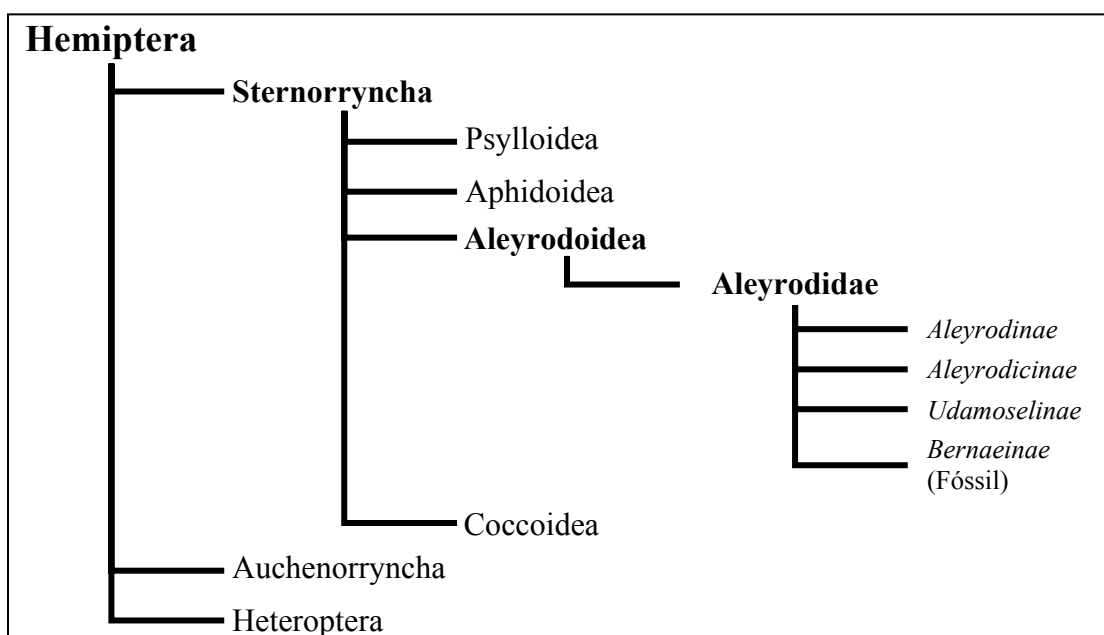 Hemiptera
Sternorryncha
Psylloidea
Aphidoidea
Aleyrodoidea
Aleyrodidae
Aleyrodinae
Aleyrodicinae
Udamoselinae
Bernaeinae
(Fóssil)
Coccoidea
Auchenorryncha
Heteroptera